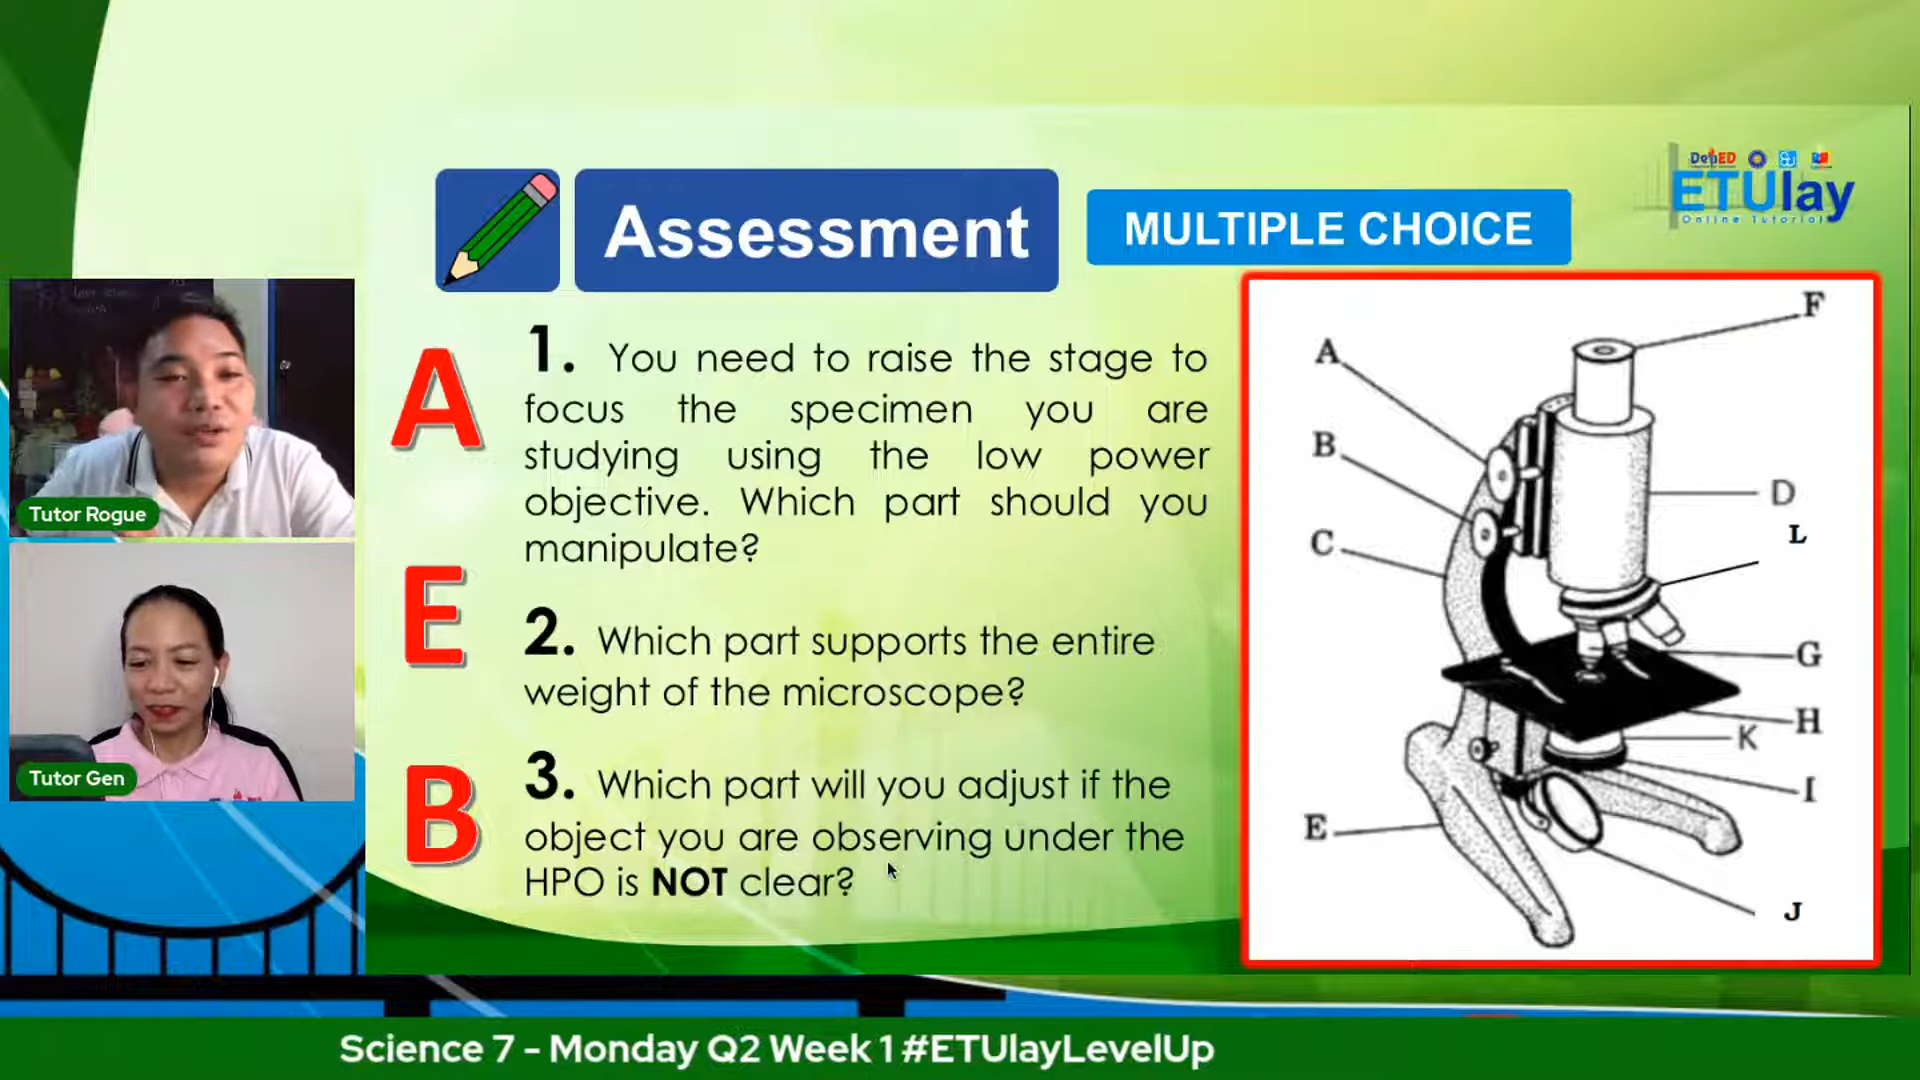 DepED
ETUlay
Online Tutorial
Assessment
MULTIPLE CHOICE
A
1. You need to raise the stage to
focus the specimen you are
studying using the low power
objective. Which part should you
manipulate?
E
2. Which part supports the entire
weight of the microscope?
B
3. Which part will you adjust if the
object you are observing under the
HPO is NOT clear?
F
A
B
D
L
C
G
H
K
I
E
J
Tutor Rogue
Tutor Gen
Science 7 - Monday Q2 Week 1 #ETUlayLevelUp